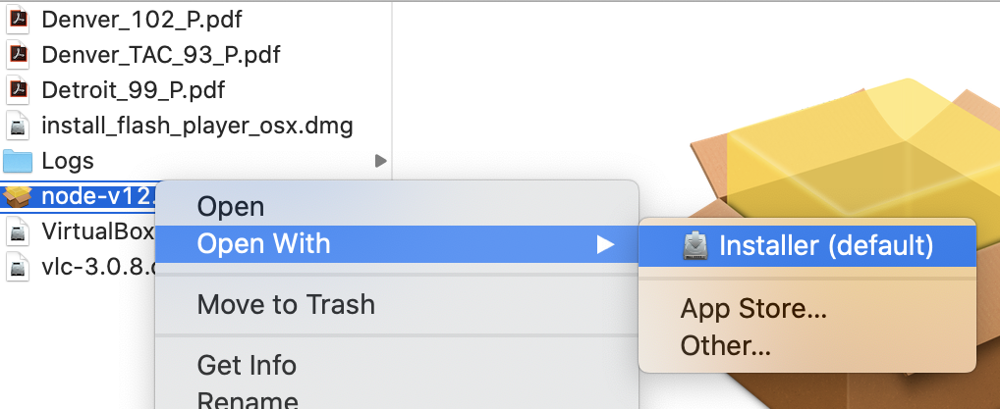 Denver_102_P.pdf
Denver_TAC_93_P.pdf
Detroit_99_P.pdf
install_flash_player_osx.dmg
Logs
node-v12.
VirtualBox
vlc-3.0.8.
Open
Open With
Move to Trash
Get Info
Rename
Installer (default)
App Store...
Other...